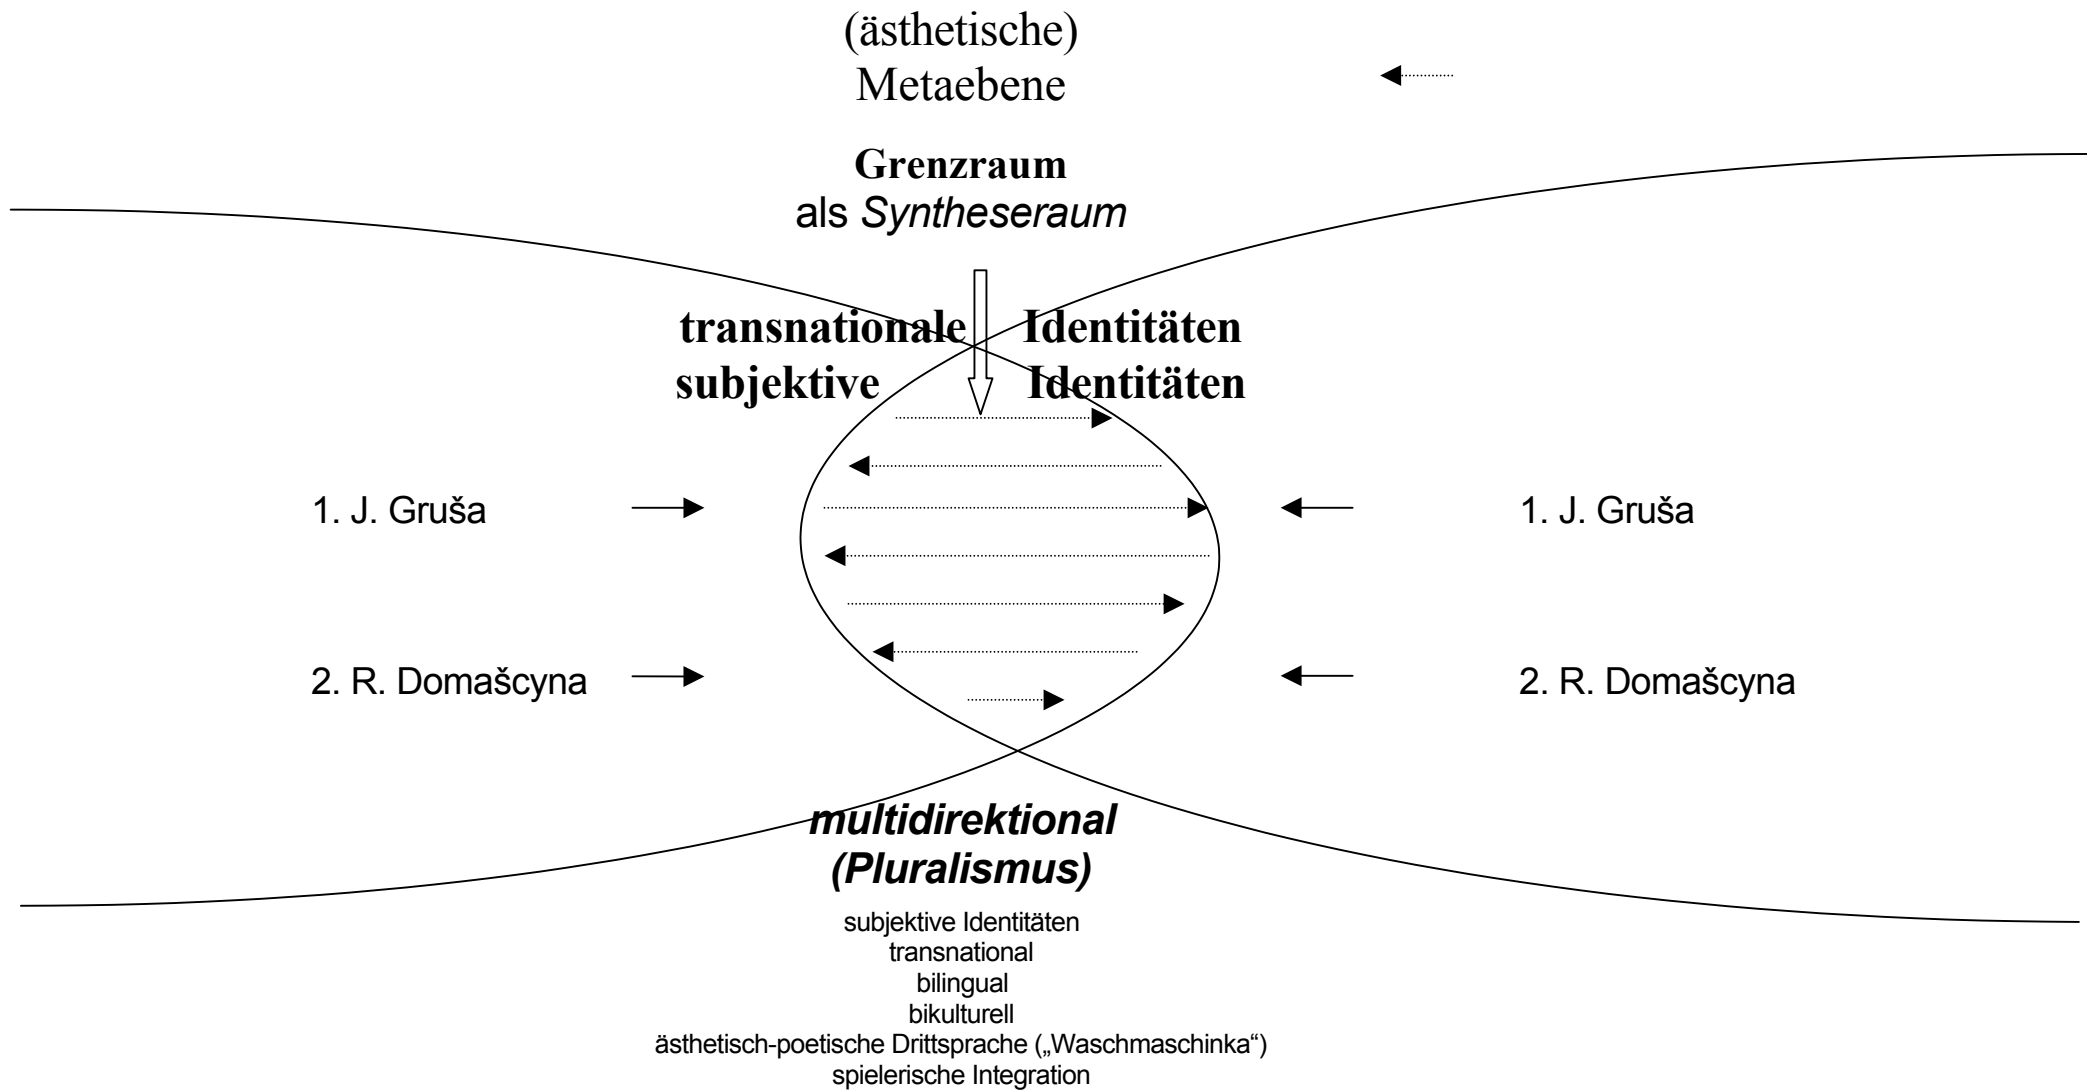 (ästhetische)
Metaebene
Grenzraum
als Syntheseraum
transnationale Identitäten
subjektive Identitäten
1. J. Gruša
1. J. Gruša
2. R. Domašcyna
2. R. Domašcyna
multidirektional
(Pluralismus)
subjektive Identitäten
transnational
bilingual
bikulturell
ästhetisch-poetische Drittsprache („Waschmaschinka“)
spielerische Integration